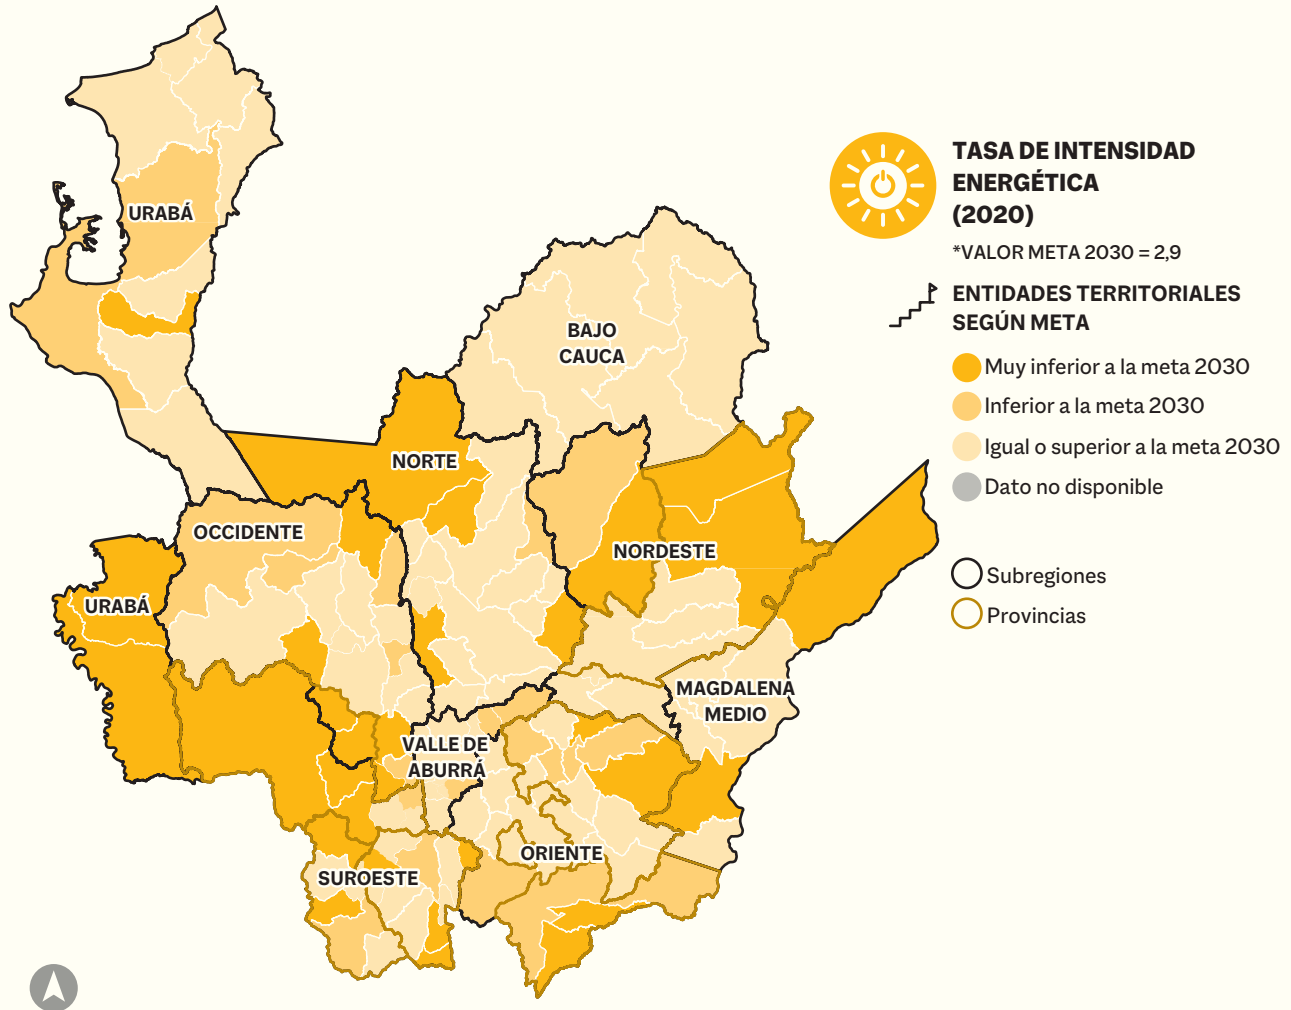 TASA DE INTENSIDAD
ENERGÉTICA
(2020)
*VALOR META 2030 = 2,9
ENTIDADES TERRITORIALES
SEGÚN META
Muy inferior a la meta 2030
Inferior a la meta 2030
Igual o superior a la meta 2030
Dato no disponible
Subregiones
Provincias
URABÁ
BAJO
CAUCA
NORTE
OCCIDENTE
NORDESTE
URABÁ
MAGDALENA
MEDIO
VALLE DE
ABURRÁ
ORIENTE
SUROESTE